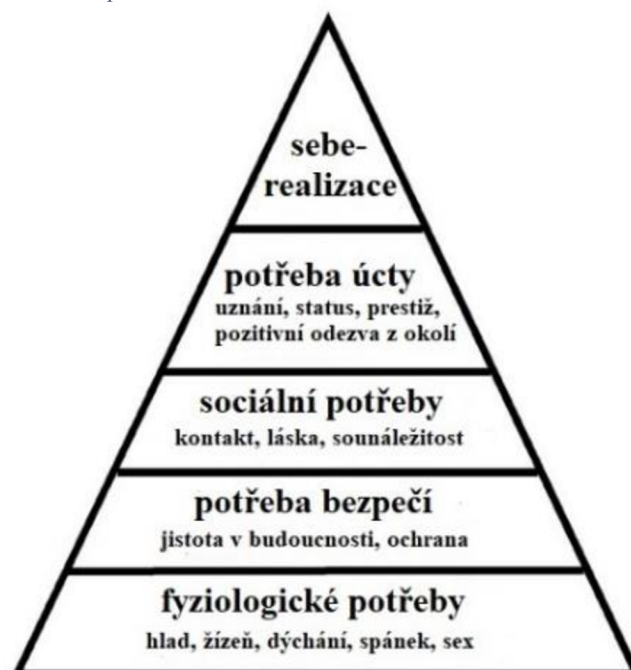 sebe-
realizace
potřeba úcty
uznání, status, prestiž,
pozitivní odezva z okolí
sociální potřeby
kontakt, láska, sounáležitost
potřeba bezpečí
jistota v budoucnosti, ochrana
fyziologické potřeby
hlad, žízeň, dýchání, spánek, sex